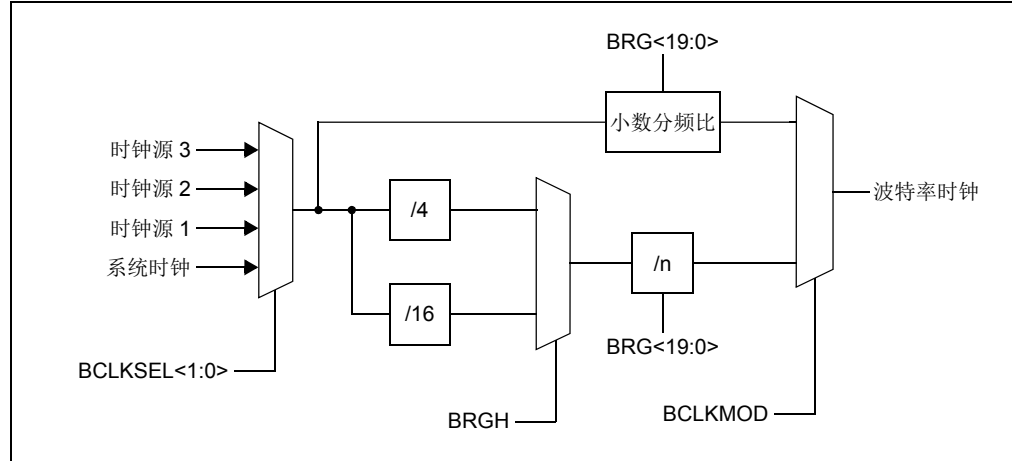 BRG<19:0>
小数分频比
时钟源 3
时钟源 2
时钟源 1
系统时钟
/4
/16
/n
波特率时钟
BRG<19:0>
BCLKSEL<1:0>
BRGH
BCLKMOD